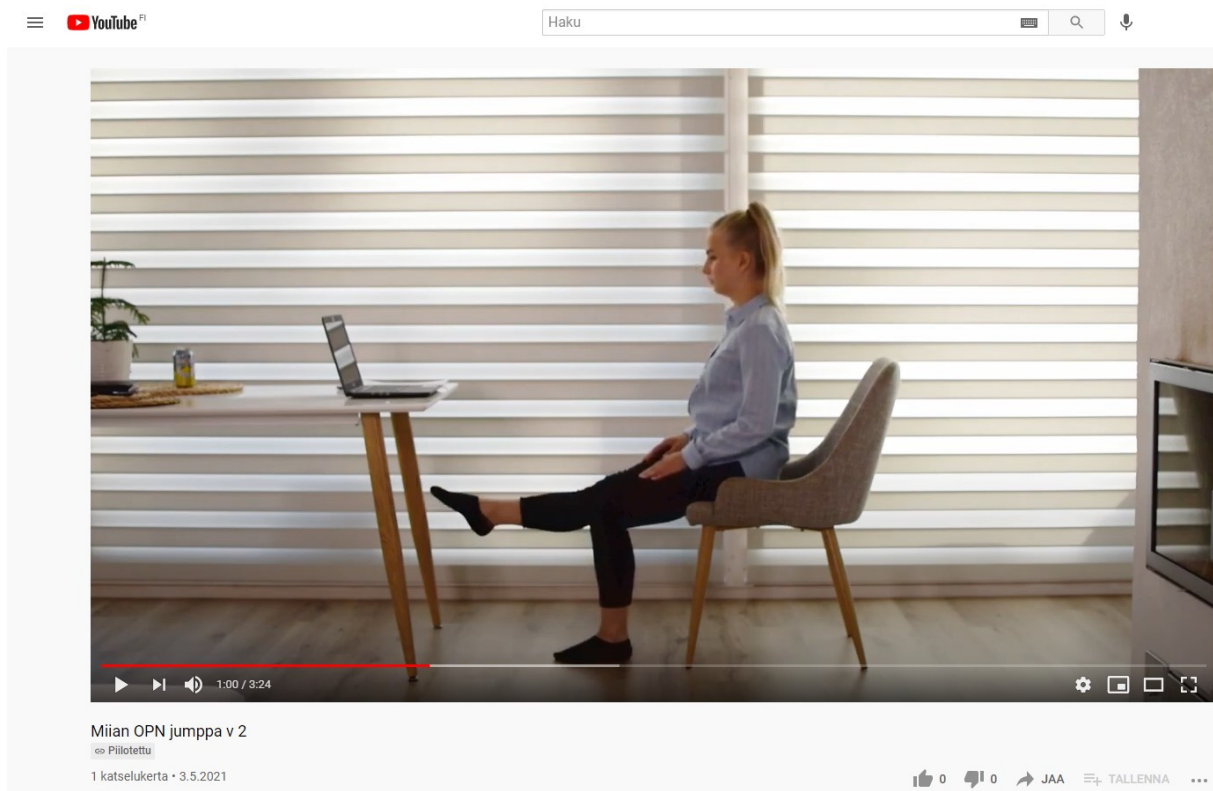 YouTube FI
Haku
1:00 / 3:24
Miian OPN jumppa v 2
Piilotettu
1 katselukerta • 3.5.2021
0 0 JAA TALLENNA